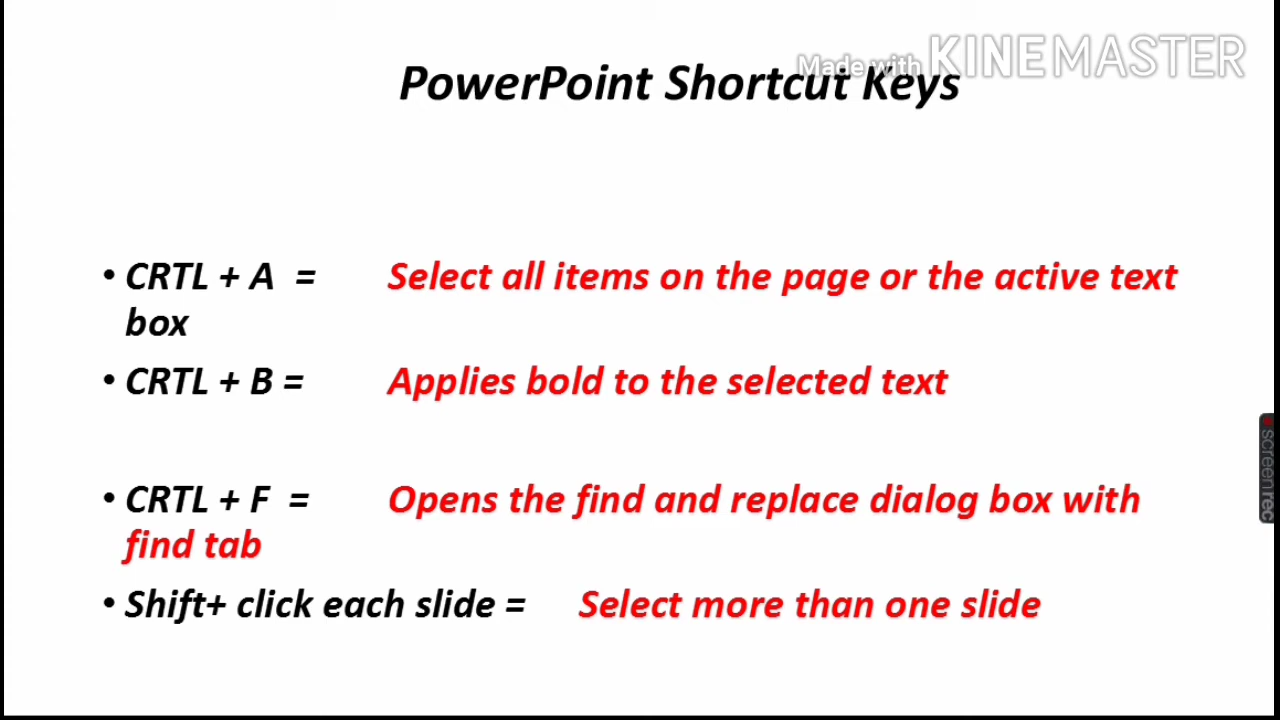 Made with KINEMASTER
PowerPoint Shortcut Keys
• CRTL + A = Select all items on the page or the active text
box
• CRTL + B = Applies bold to the selected text
• CRTL + F = Opens the find and replace dialog box with
find tab
• Shift+ click each slide = Select more than one slide
screenrec